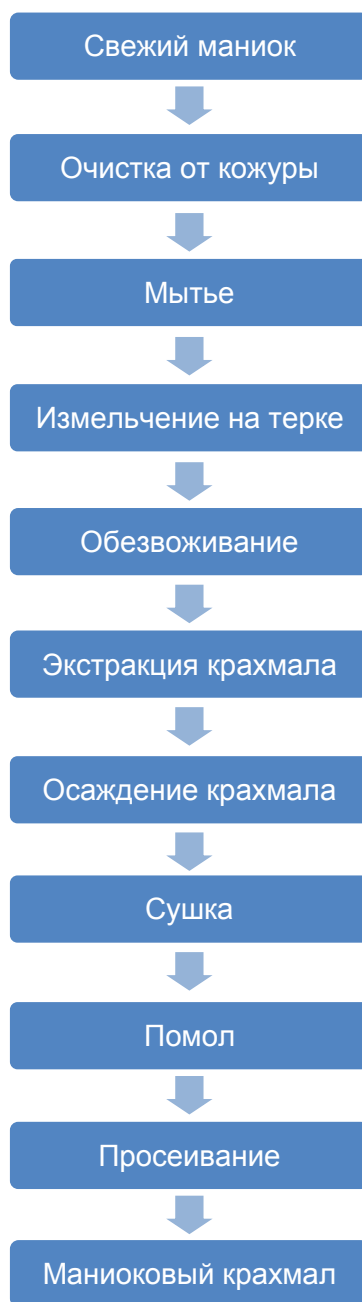 Свежий маниок
Очистка от кожуры
Мытье
Измельчение на терке
Обезвоживание
Экстракция крахмала
Осаждение крахмала
Сушка
Помол
Просеивание
Маниоковый крахмал